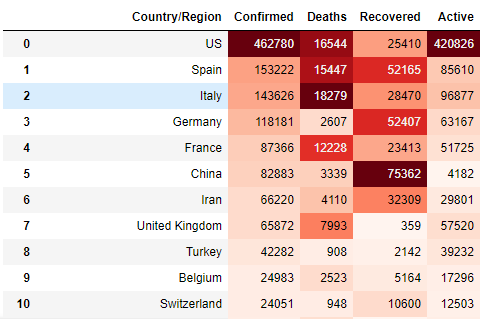 Country/Region Confirmed Deaths Recovered Active
0 US 462780 16544 25410 420826
1 Spain 153222 15447 52165 85610
2 Italy 143626 18279 28470 96877
3 Germany 118181 2607 52407 63167
4 France 87366 12228 23413 51725
5 China 82883 3339 75362 4182
6 Iran 66220 4110 32309 29801
7 United Kingdom 65872 7993 359 57520
8 Turkey 42282 908 2142 39232
9 Belgium 24983 2523 5164 17296
10 Switzerland 24051 948 10600 12503